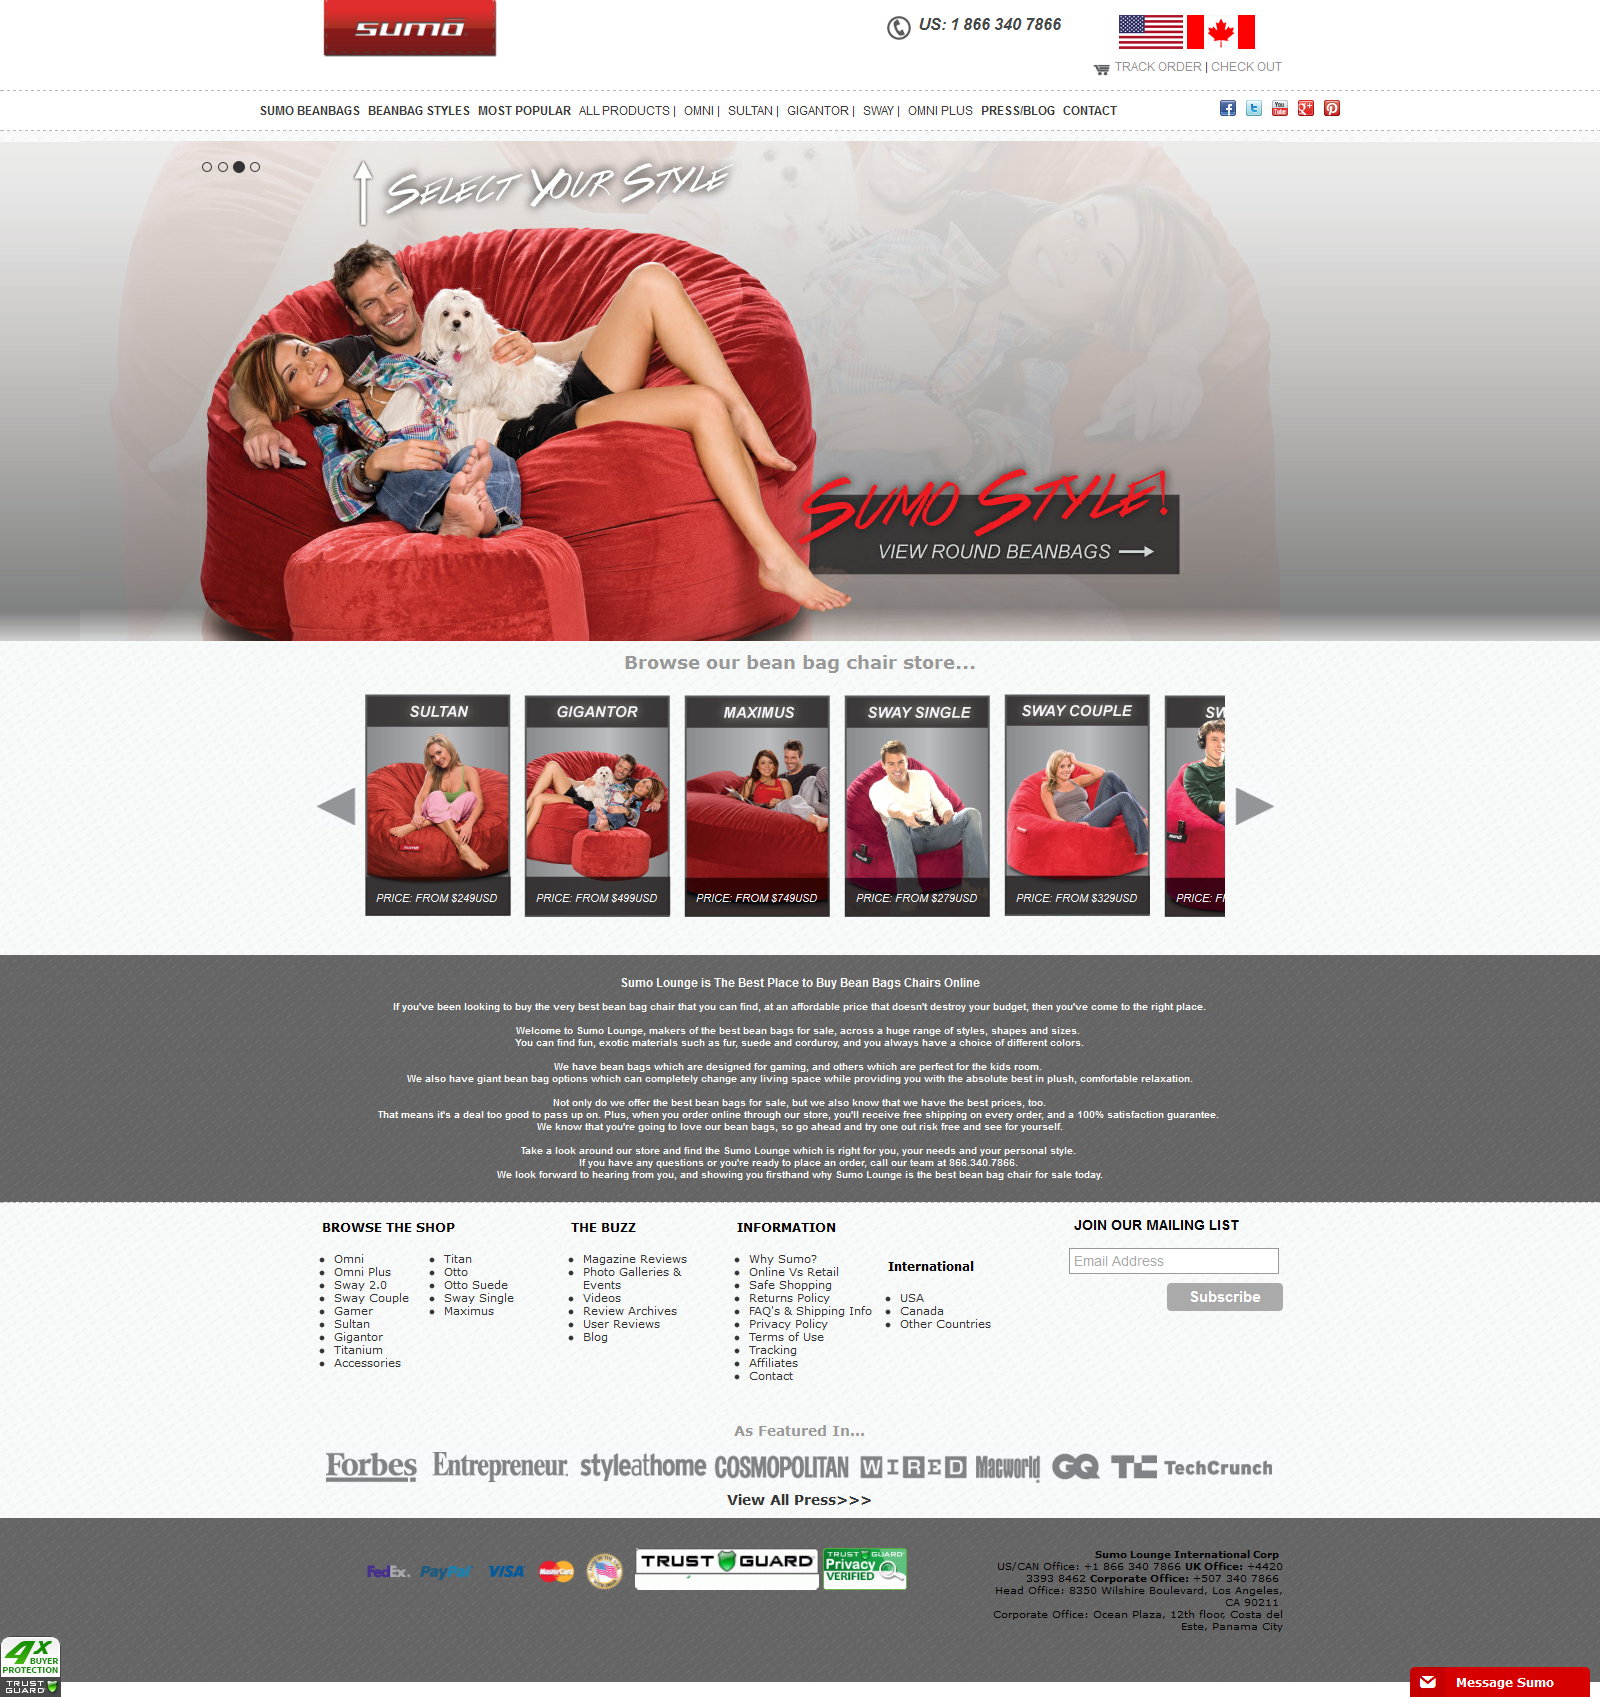 SUMO
US: 1 866 340 7866
TRACK ORDER | CHECK OUT
SUMO BEANBAGS BEANBAG STYLES MOST POPULAR ALL PRODUCTS | OMNI | SULTAN | GIGANTOR | SWAY | OMNI PLUS PRESS/BLOG CONTACT
SELECT YOUR STYLE
SUMO STYLE!
VIEW ROUND BEANBAGS
Browse our bean bag chair store...
SULTAN
GIGANTOR
MAXIMUS
SWAY SINGLE
SWAY COUPLE
SW
PRICE: FROM $249USD
PRICE: FROM $499USD
PRICE: FROM $749USD
PRICE: FROM $279USD
PRICE: FROM $329USD
PRICE: F
Sumo Lounge is The Best Place to Buy Bean Bags Chairs Online
If you've been looking to buy the very best bean bag chair that you can find, at an affordable price that doesn't destroy your budget, then you've come to the right place.
Welcome to Sumo Lounge, makers of the best bean bags for sale, across a huge range of styles, shapes and sizes.
You can find fun, exotic materials such as fur, suede and corduroy, and you always have a choice of different colors.
We have bean bags which are designed for gaming, and others which are perfect for the kids room.
We also have giant bean bag options which can completely change any living space while providing you with the absolute best in plush, comfortable relaxation.
Not only do we offer the best bean bags for sale, but we also know that we have the best prices, too.
That means it's a deal too good to pass up on. Plus, when you order online through our store, you'll receive free shipping on every order, and a 100% satisfaction guarantee.
We know that you're going to love our bean bags, so go ahead and try one out risk free and see for yourself.
Take a look around our store and find the Sumo Lounge which is right for you, your needs and your personal style.
If you have any questions or you're ready to place an order, call our team at 866.340.7866.
We look forward to hearing from you, and showing you firsthand why Sumo Lounge is the best bean bag chair for sale today.
BROWSE THE SHOP
Omni
Omni Plus
Sway 2.0
Sway Couple
Gamer
Sultan
Gigantor
Titanium
Accessories
Titan
Otto
Otto Suede
Sway Single
Maximus
THE BUZZ
Magazine Reviews
Photo Galleries &
Events
Videos
Review Archives
User Reviews
Blog
INFORMATION
Why Sumo?
Online Vs Retail
Safe Shopping
Returns Policy
FAQ's & Shipping Info
Privacy Policy
Terms of Use
Tracking
Affiliates
Contact
International
USA
Canada
Other Countries
JOIN OUR MAILING LIST
Email Address
Subscribe
As Featured In...
Forbes Entrepreneur styleathome COSMOPOLITAN WIRED Macworld GQ TC TechCrunch
View All Press>>>
FedEx. PayPal VISA MasterCard
TRUST GUARD
TRUST GUARD
Privacy
VERIFIED
Sumo Lounge International Corp
US/CAN Office: +1 866 340 7866 UK Office: +4420
3393 8462 Corporate Office: +507 340 7866
Head Office: 8350 Wilshire Boulevard, Los Angeles,
CA 90211
Corporate Office: Ocean Plaza, 12th floor, Costa del
Este, Panama City
4x
BUYER
PROTECTION
TRUST
GUARD
Message Sumo